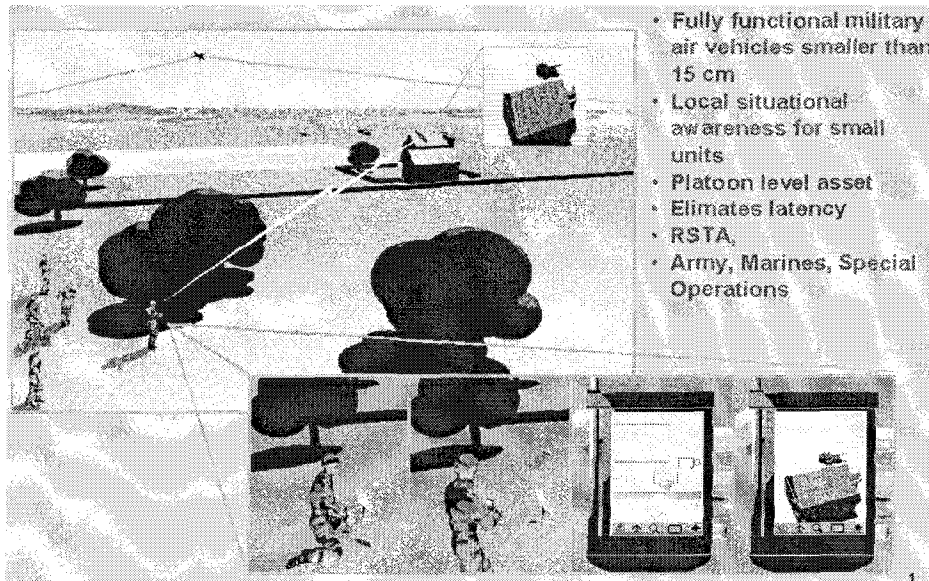 • Fully functional military
air vehicles smaller than
15 cm
• Local situational
awareness for small
units
• Platoon level asset
• Elimates latency
• RSTA,
• Army, Marines, Special
Operations
1